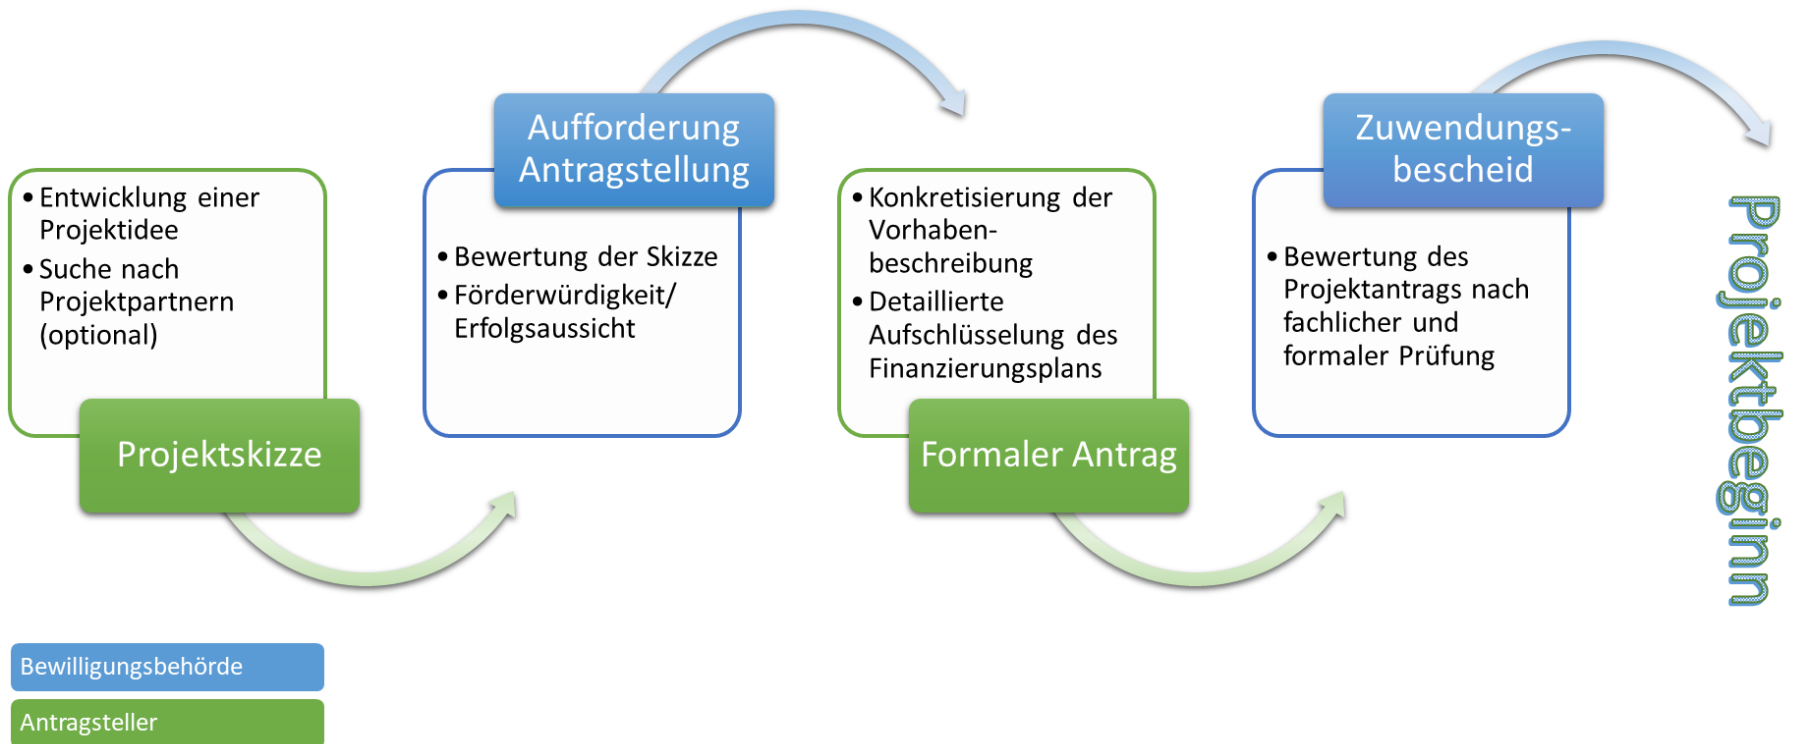 • Entwicklung einer
Projektidee
• Suche nach
Projektpartnern
(optional)
Projektskizze
Aufforderung
Antragstellung
• Bewertung der Skizze
• Förderwürdigkeit/
Erfolgsaussicht
• Konkretisierung der
Vorhaben-
beschreibung
• Detaillierte
Aufschlüsselung des
Finanzierungsplans
Formaler Antrag
Zuwendungs-
bescheid
• Bewertung des
Projektantrags nach
fachlicher und
formaler Prüfung
Projektbeginn
Bewilligungsbehörde
Antragsteller